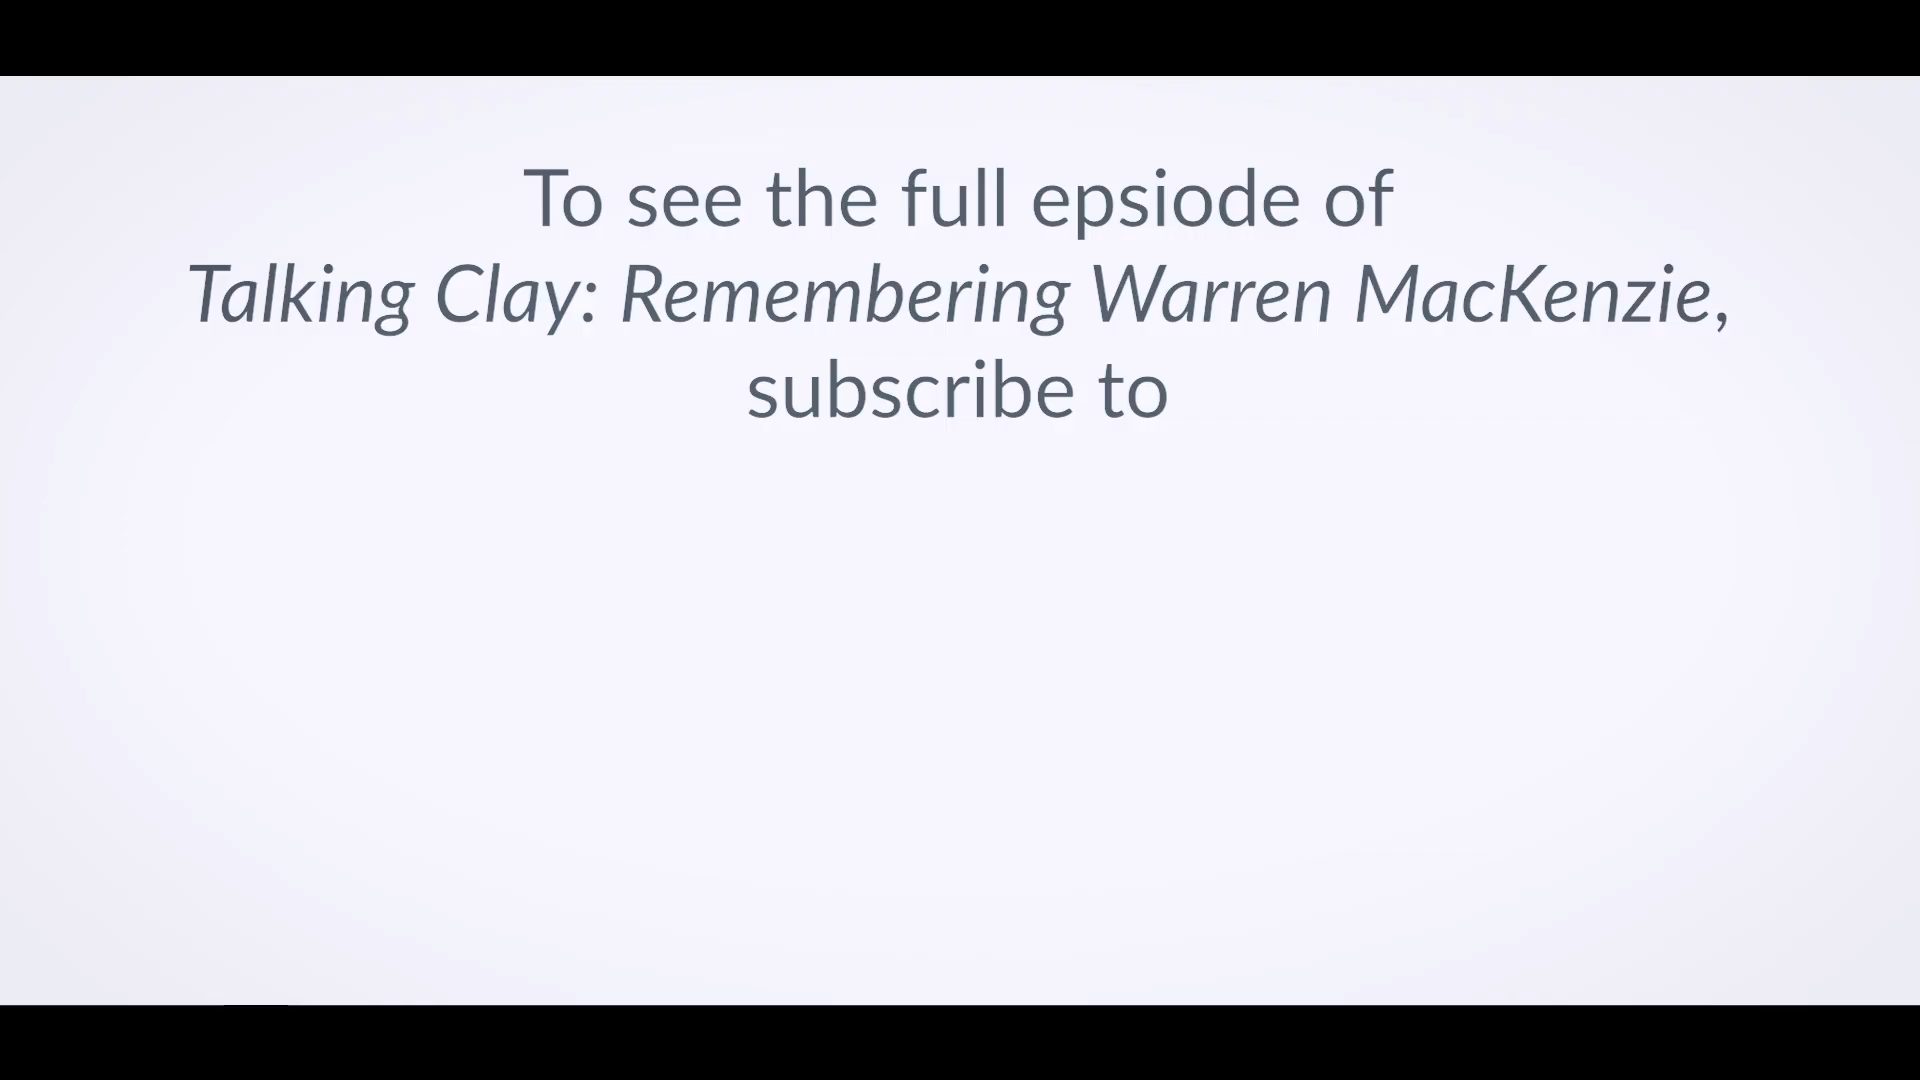 To see the full epsiode of
Talking Clay: Remembering Warren MacKenzie,
subscribe to